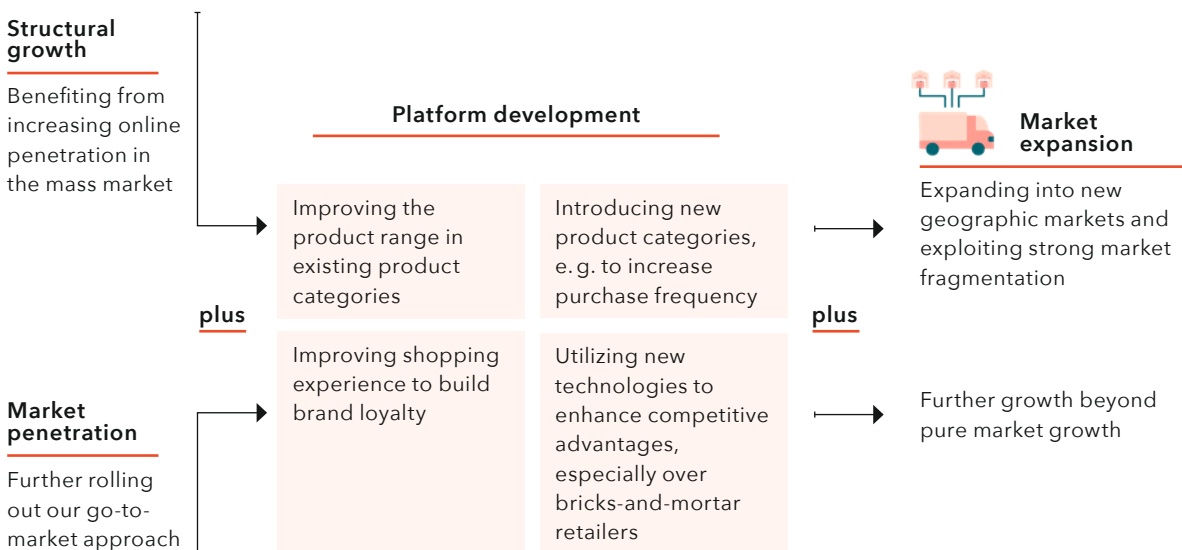 Structural
growth
Benefiting from
increasing online
penetration in
the mass market
Market
penetration
Further rolling
out our go-to-
market approach
plus
Platform development
Improving the
product range in
existing product
categories
Introducing new
product categories,
e. g. to increase
purchase frequency
Improving shopping
experience to build
brand loyalty
Utilizing new
technologies to
enhance competitive
advantages,
especially over
bricks-and-mortar
retailers
plus
Market
expansion
Expanding into new
geographic markets and
exploiting strong market
fragmentation
Further growth beyond
pure market growth